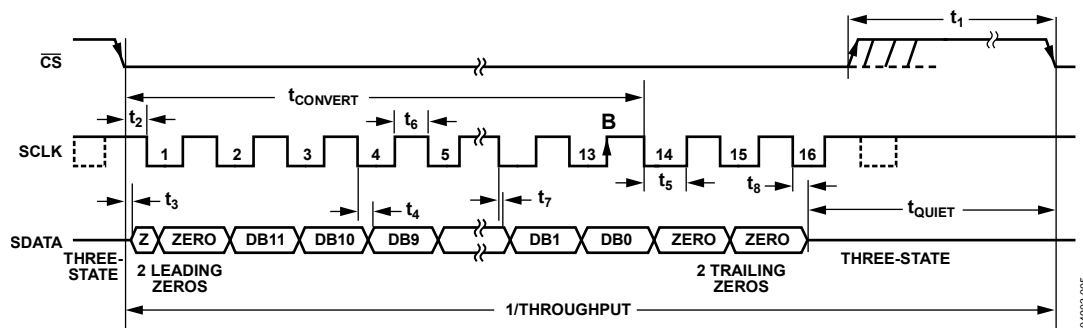 t1
CS
tCONVERT
t2
t6
B
SCLK
1 2 3 4 5 13 14 15 16
t5
t8
t3
t4
t7
tQUIET
SDATA
Z ZERO DB11 DB10 DB9 DB1 DB0 ZERO ZERO
THREE-
STATE
2 LEADING
ZEROS
2 TRAILING
ZEROS
THREE-STATE
1/THROUGHPUT